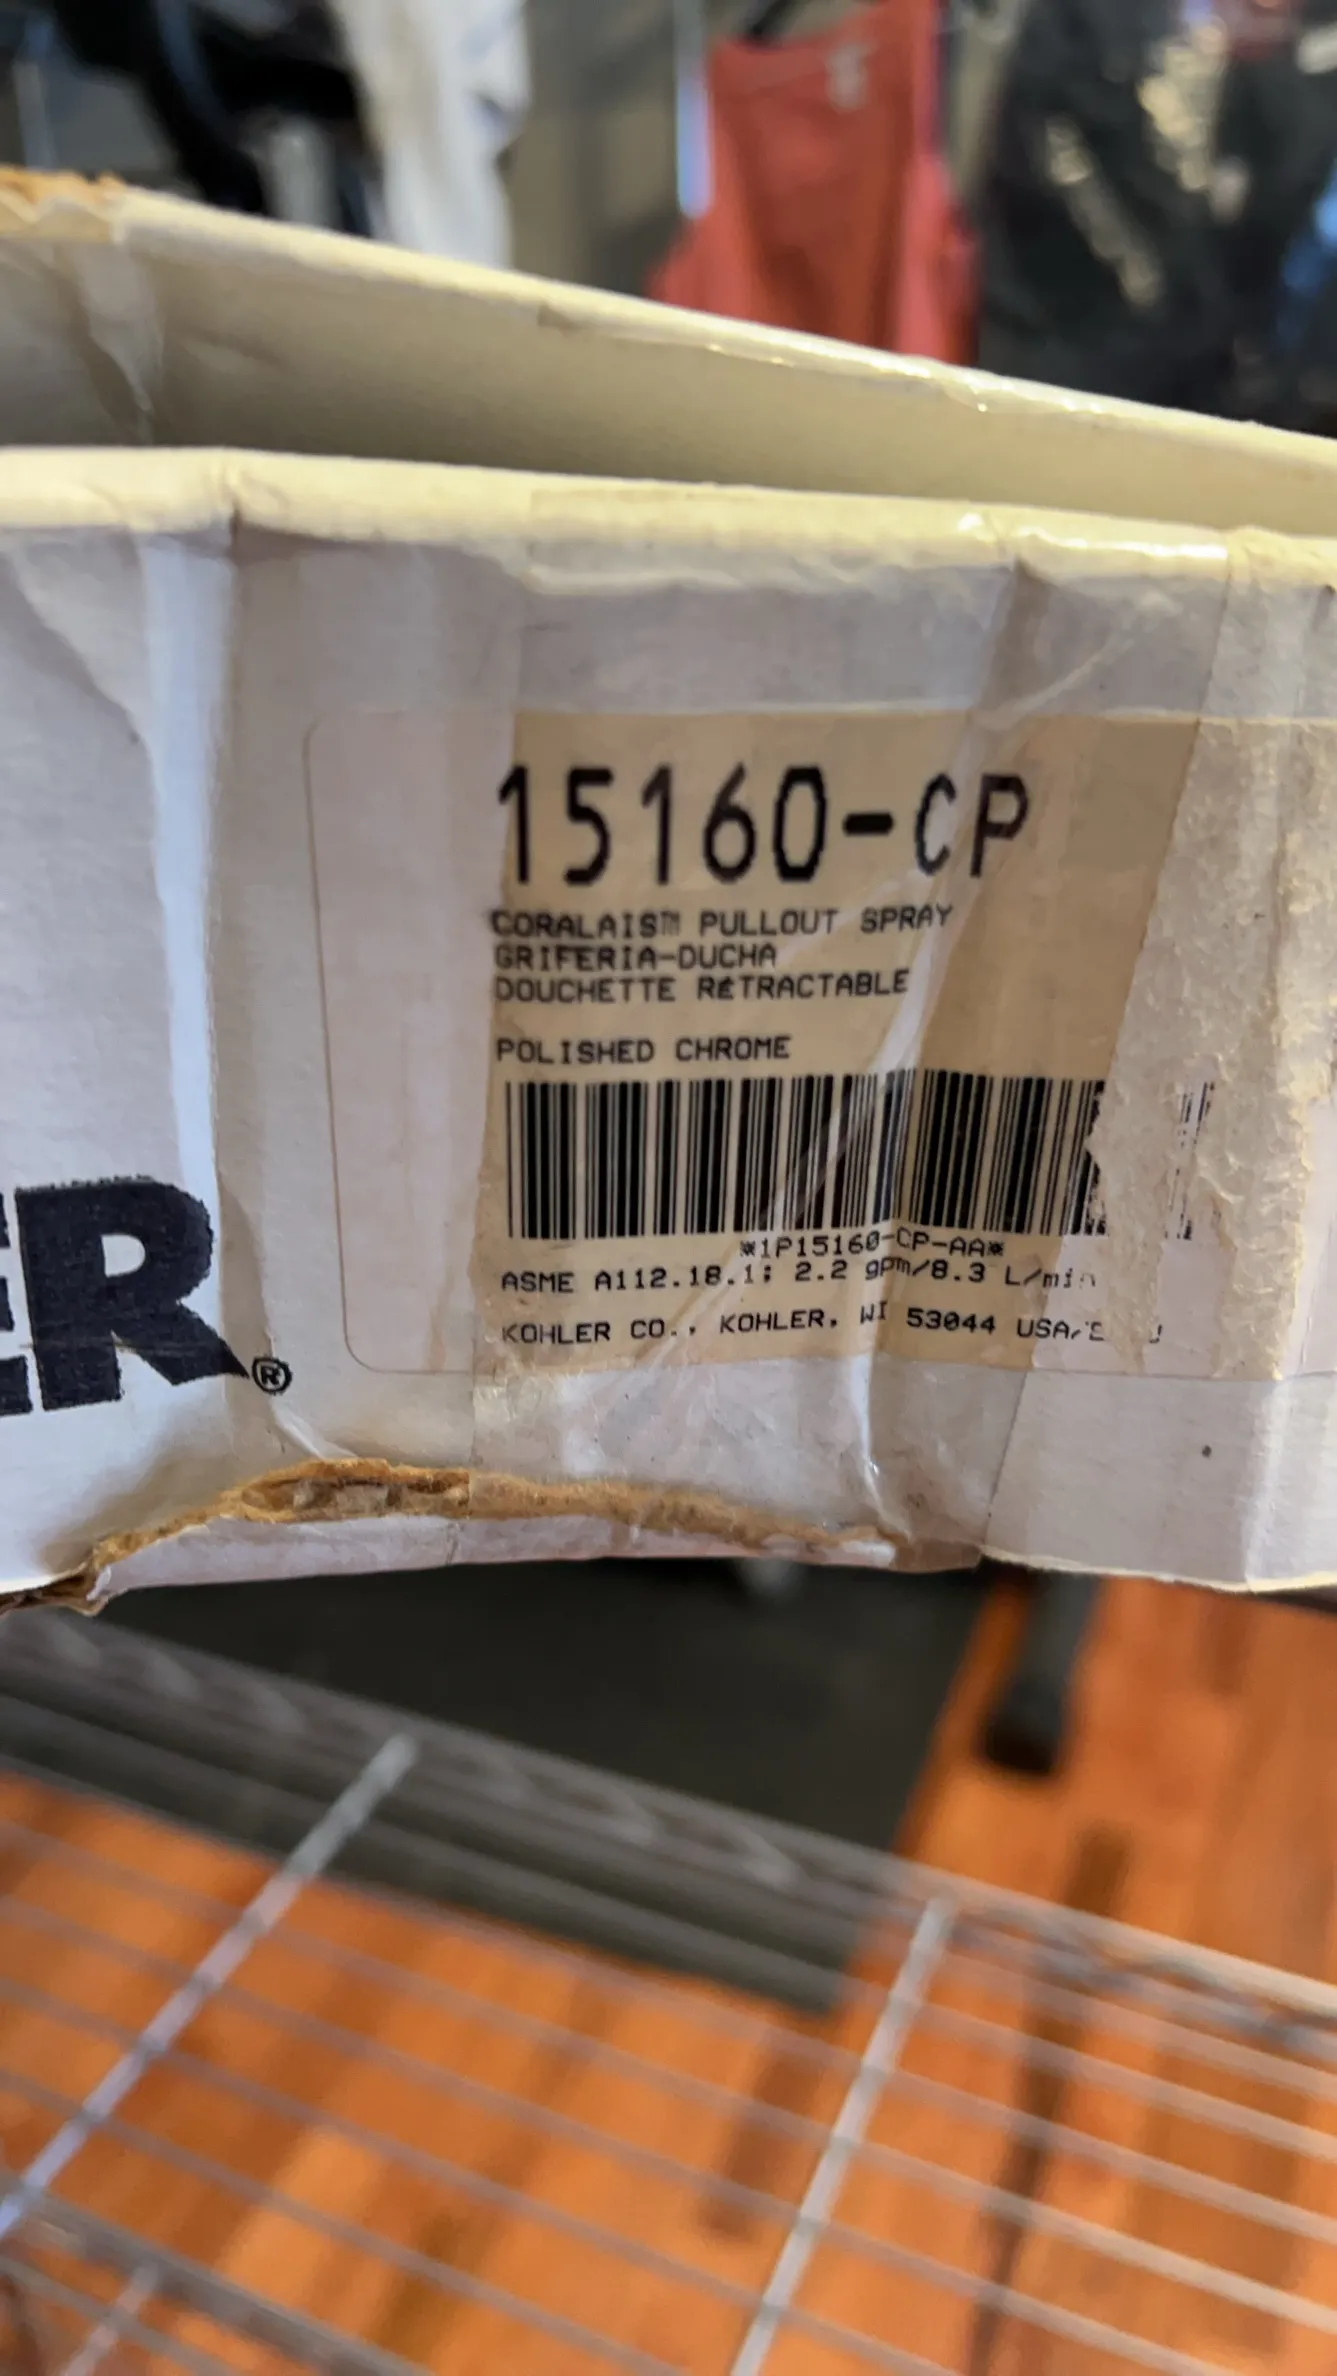 15160-CP
CORALAIS™ PULLOUT SPRAY
GRIFERIA-DUCHA
DOUCHETTE RÉTRACTABLE
POLISHED CHROME
*1P15160-CP-AA*
ASME A112.18.1; 2.2 gpm/8.3 L/min
KOHLER CO., KOHLER, WI 53044 USA
ER®